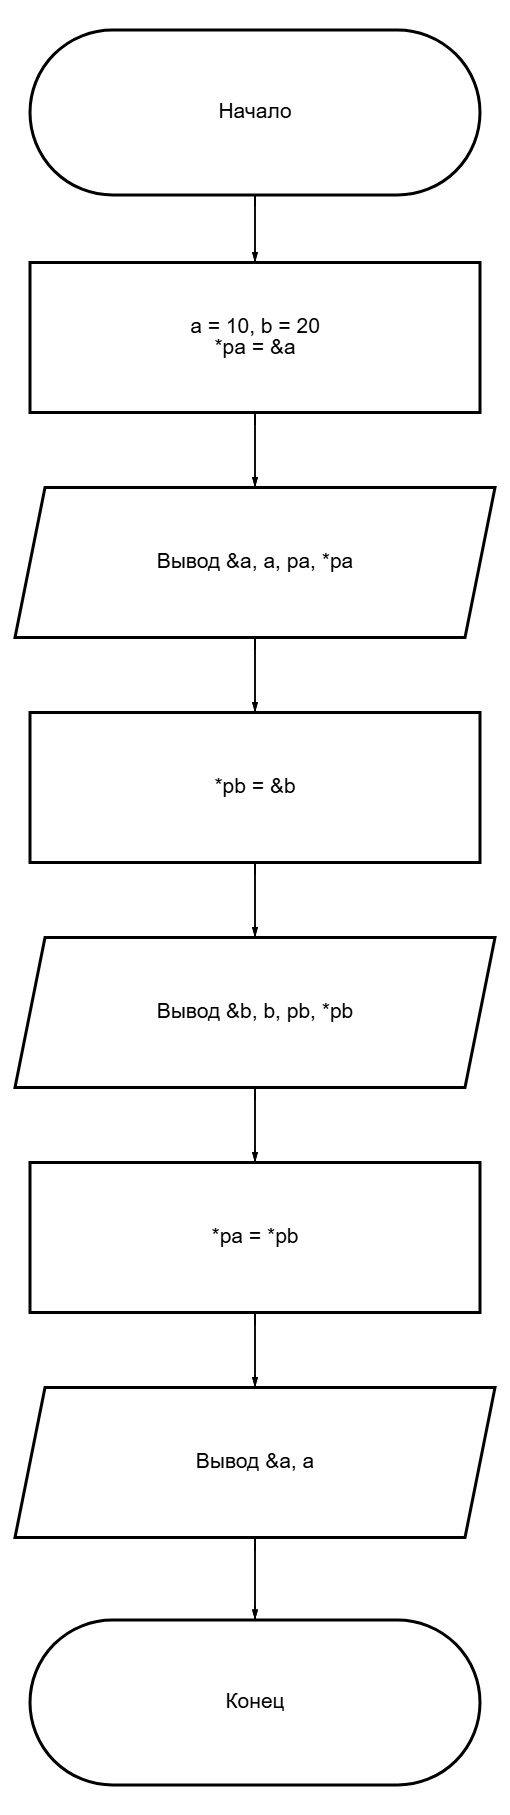 Начало
a = 10, b = 20
*pa = &a
Вывод &a, a, pa, *pa
*pb = &b
Вывод &b, b, pb, *pb
*pa = *pb
Вывод &a, a
Конец